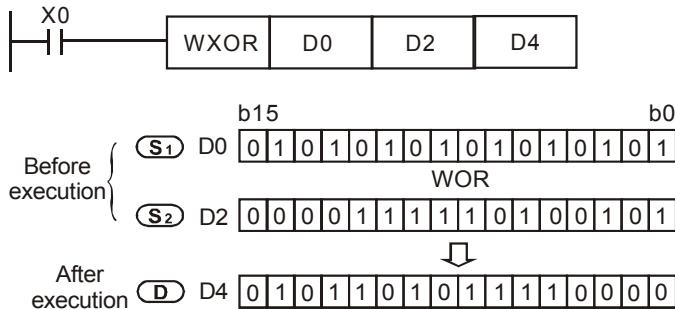 X0
WXOR D0 D2 D4
b15 b0
S1 D0 0 1 0 1 0 1 0 1 0 1 0 1 0 1 0 1
Before
execution
WOR
S2 D2 0 0 0 0 1 1 1 1 1 0 1 0 0 1 0 1
After
execution D D4 0 1 0 1 1 0 1 0 1 1 1 1 0 0 0 0